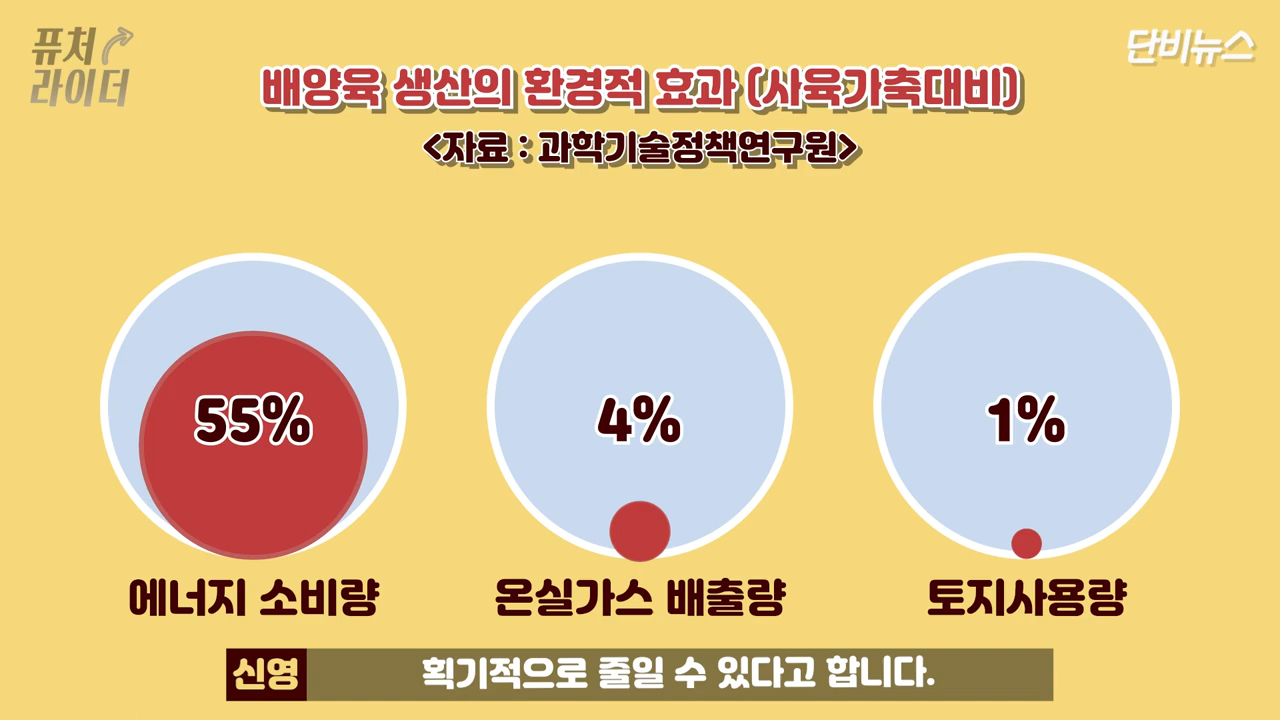 퓨처
라이더
단비뉴스
배양육 생산의 환경적 효과 (사육가축대비)
<자료 : 과학기술정책연구원>
55%
4%
1%
에너지 소비량
온실가스 배출량
토지사용량
신영
획기적으로 줄일 수 있다고 합니다.